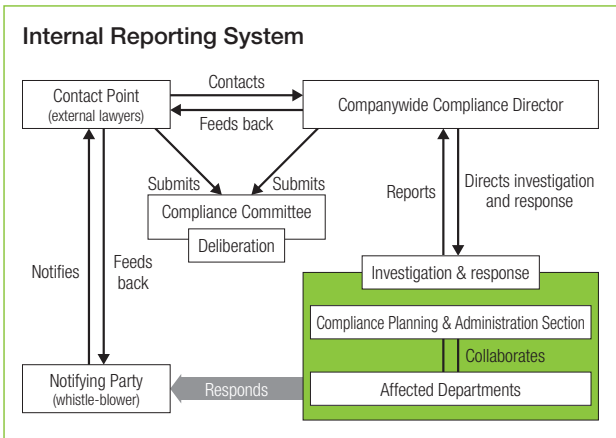 Internal Reporting System
Contact Point
(external lawyers)
Contacts
Feeds back
Companywide Compliance Director
Submits
Submits
Compliance Committee
Deliberation
Reports
Directs investigation
and response
Notifies
Feeds
back
Investigation & response
Compliance Planning & Administration Section
Collaborates
Affected Departments
Responds
Notifying Party
(whistle-blower)